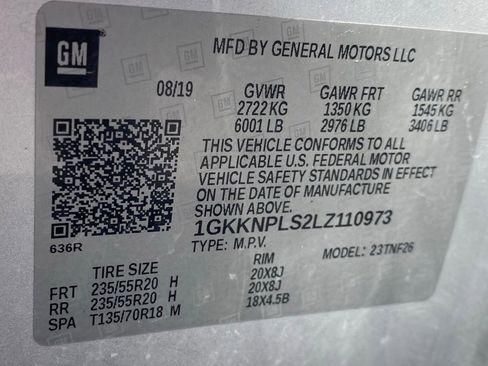 GM
MFD BY GENERAL MOTORS LLC
08/19 GVWR GAWR FRT GAWR RR
2722 KG 1350 KG 1545 KG
6001 LB 2976 LB 3406 LB
THIS VEHICLE CONFORMS TO ALL
APPLICABLE U.S. FEDERAL MOTOR
VEHICLE SAFETY STANDARDS IN EFFECT
ON THE DATE OF MANUFACTURE
SHOWN ABOVE.
1GKKNPLS2LZ110973
636R
TYPE: M.P.V. MODEL: 23TNF26
TIRE SIZE RIM
FRT 235/55R20 H 20X8J
RR 235/55R20 H 20X8J
SPA T135/70R18 M 18X4.5B